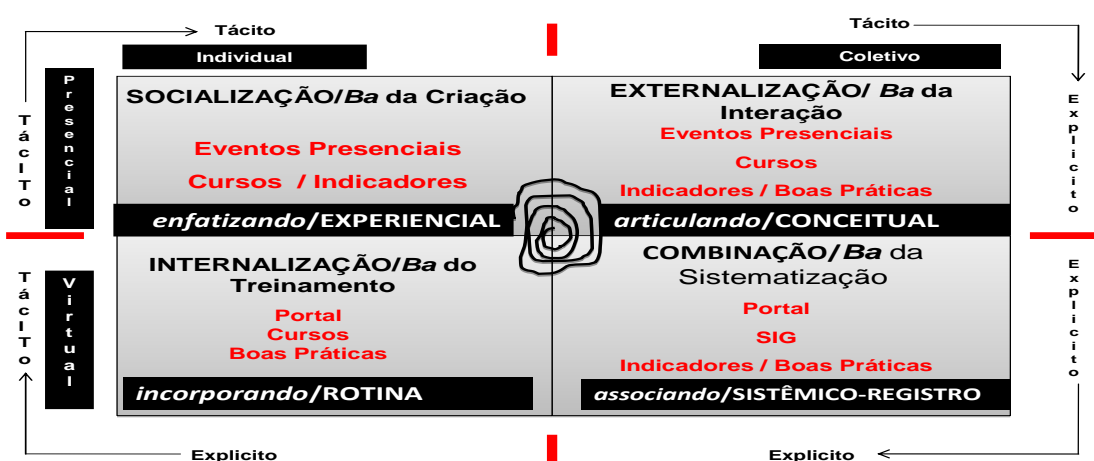 Tácito
Tácito
Individual
Coletivo
Presencial
TácITo
Explicito
SOCIALIZAÇÃO/Ba da Criação
Eventos Presenciais
Cursos / Indicadores
enfatizando/EXPERIENCIAL
EXTERNALIZAÇÃO/ Ba da
Interação
Eventos Presenciais
Cursos
Indicadores / Boas Práticas
articulando/CONCEITUAL
TácITo
Virtual
Explicito
INTERNALIZAÇÃO/Ba do
Treinamento
Portal
Cursos
Boas Práticas
incorporando/ROTINA
COMBINAÇÃO/Ba da
Sistematização
Portal
SIG
Indicadores / Boas Práticas
associando/SISTÊMICO-REGISTRO
Explicito
Explicito